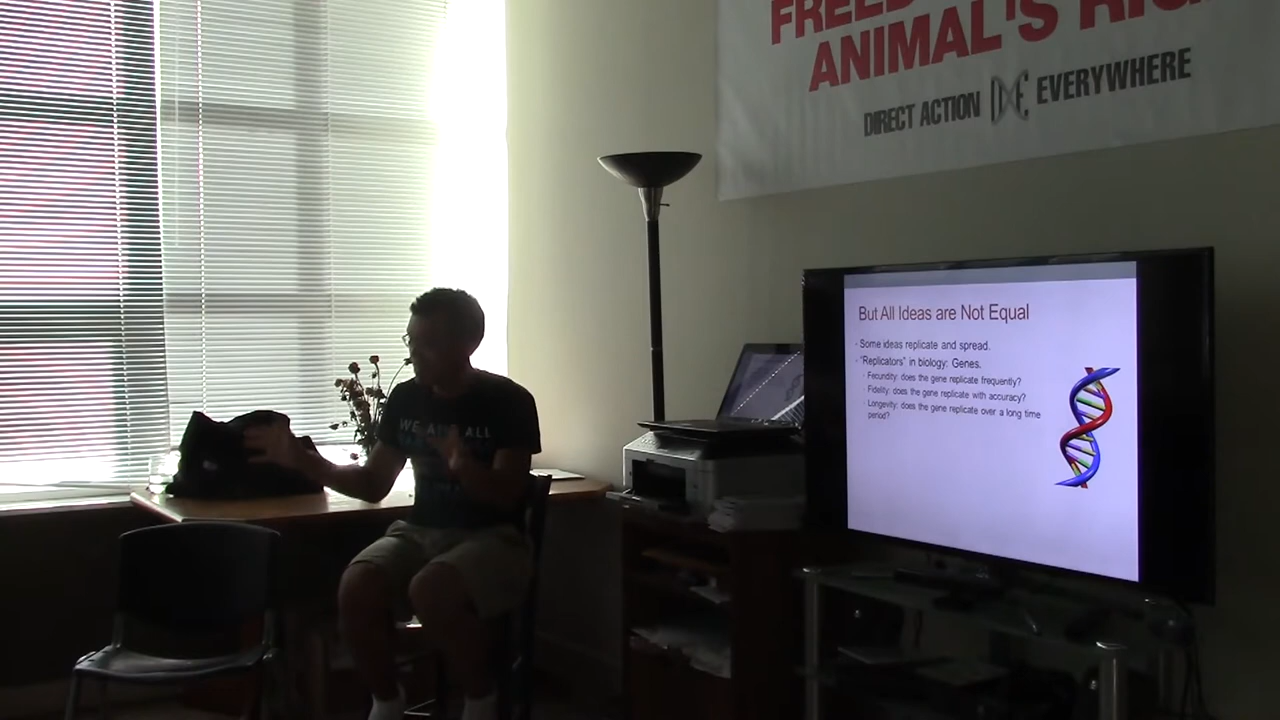 ANIMAL'S
DIRECT ACTION EVERYWHERE
But All Ideas are Not Equal
Some ideas replicate and spread.
"Replicators" in biology: Genes.
Fecundity: does the gene replicate frequently?
Fidelity: does the gene replicate with accuracy?
Longevity: does the gene replicate over a long time
period?
WE ARE ALL